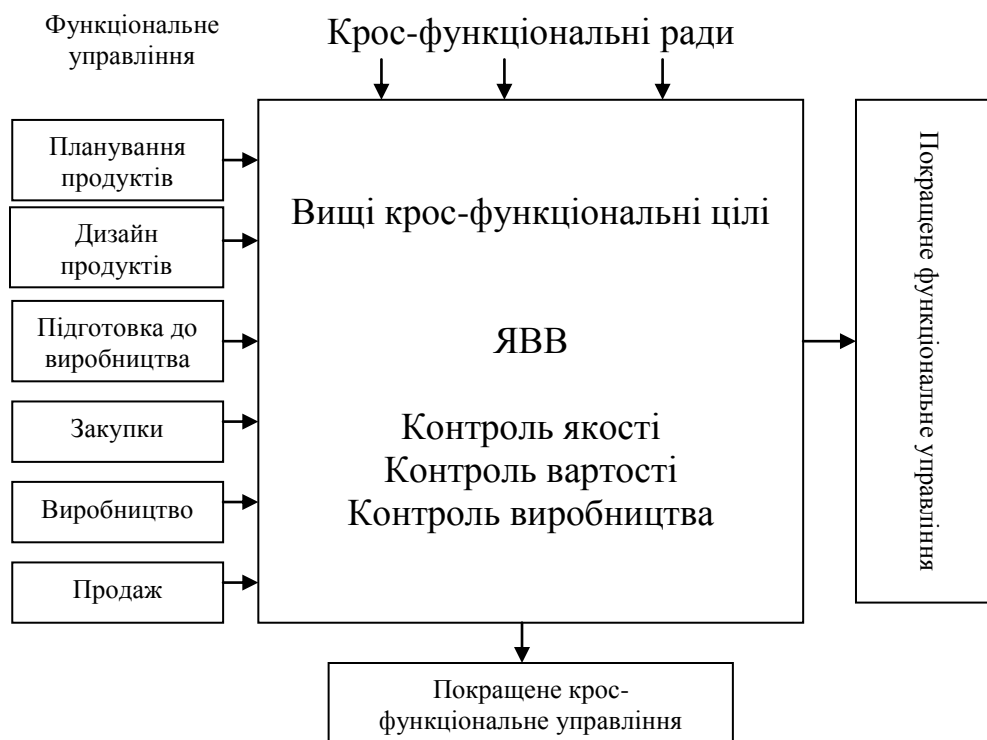 Функціональне
управління
Крос-функціональні ради
Планування
продуктів
Дизайн
продуктів
Підготовка до
виробництва
Закупки
Виробництво
Продаж
Вищі крос-функціональні цілі
ЯВВ
Контроль якості
Контроль вартості
Контроль виробництва
Покращене функціональне управління
Покращене крос-
функціональне управління